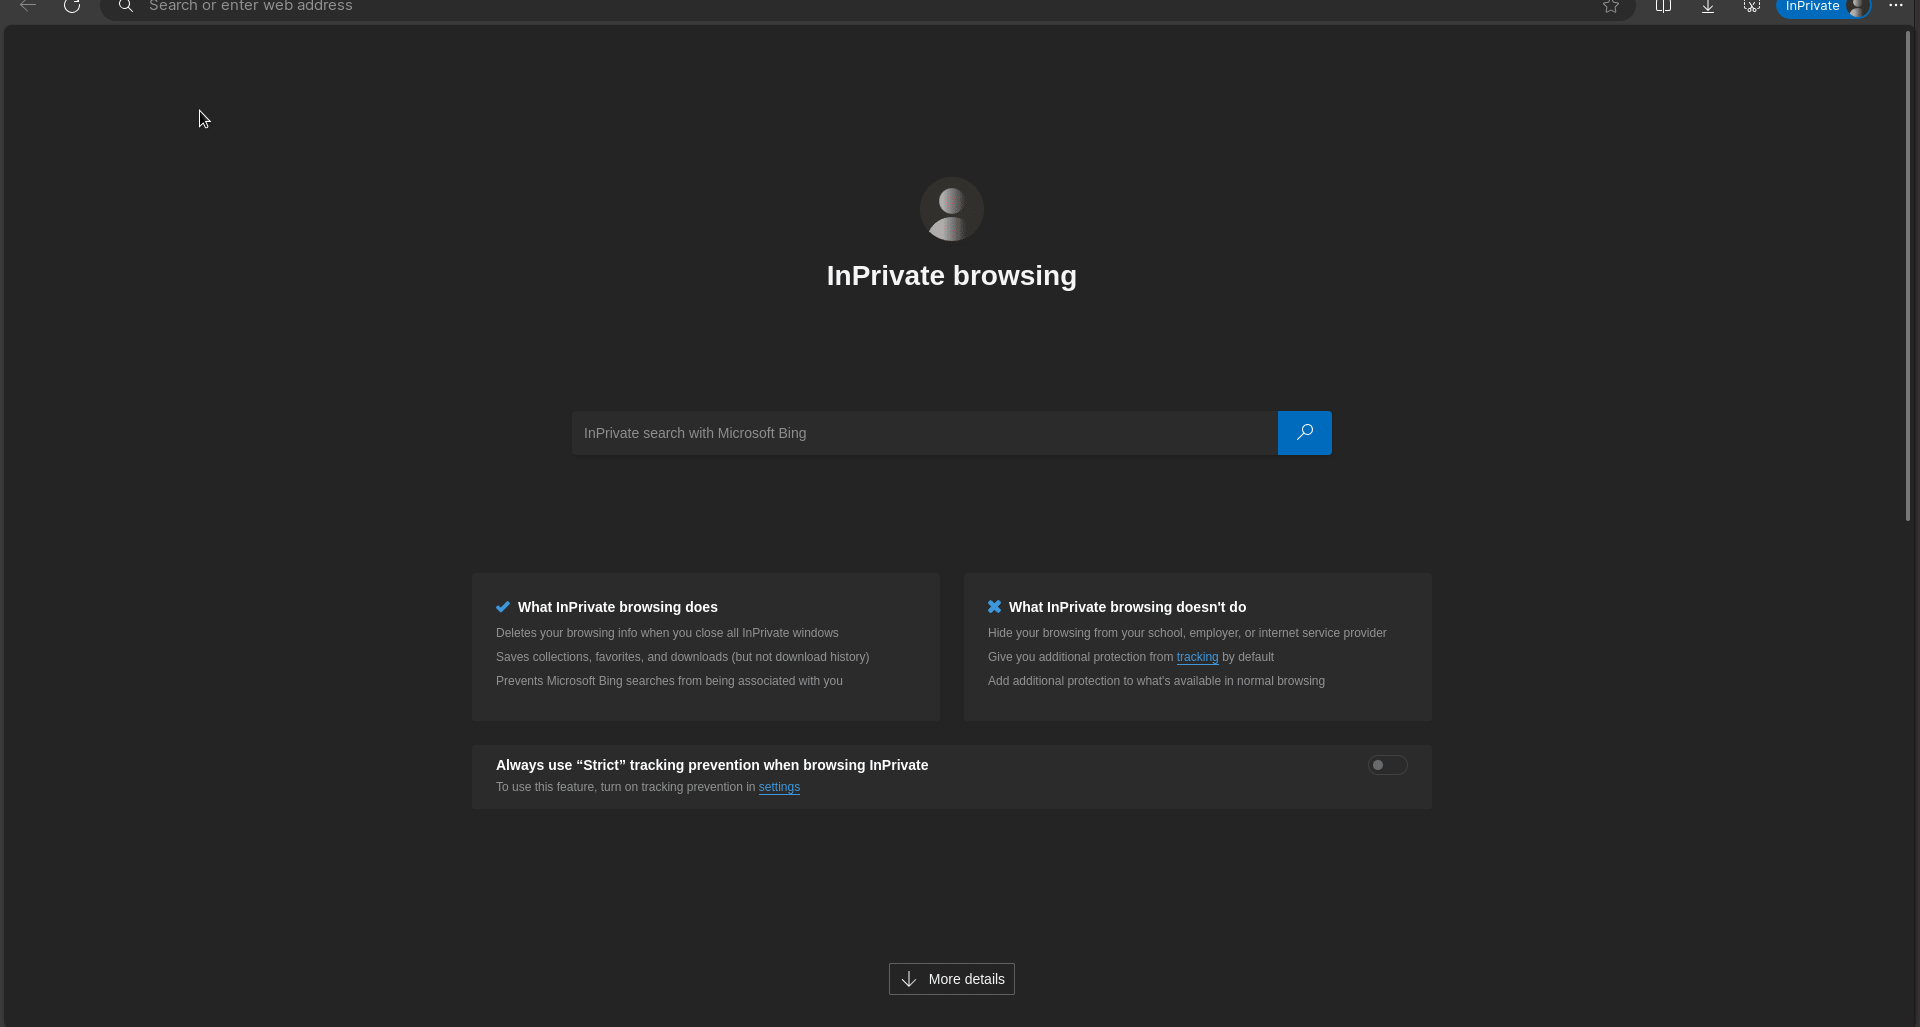 Search or enter web address
InPrivate
InPrivate browsing
InPrivate search with Microsoft Bing
What InPrivate browsing does
Deletes your browsing info when you close all InPrivate windows
Saves collections, favorites, and downloads (but not download history)
Prevents Microsoft Bing searches from being associated with you
What InPrivate browsing doesn't do
Hide your browsing from your school, employer, or internet service provider
Give you additional protection from tracking by default
Add additional protection to what's available in normal browsing
Always use “Strict” tracking prevention when browsing InPrivate
To use this feature, turn on tracking prevention in settings
More details